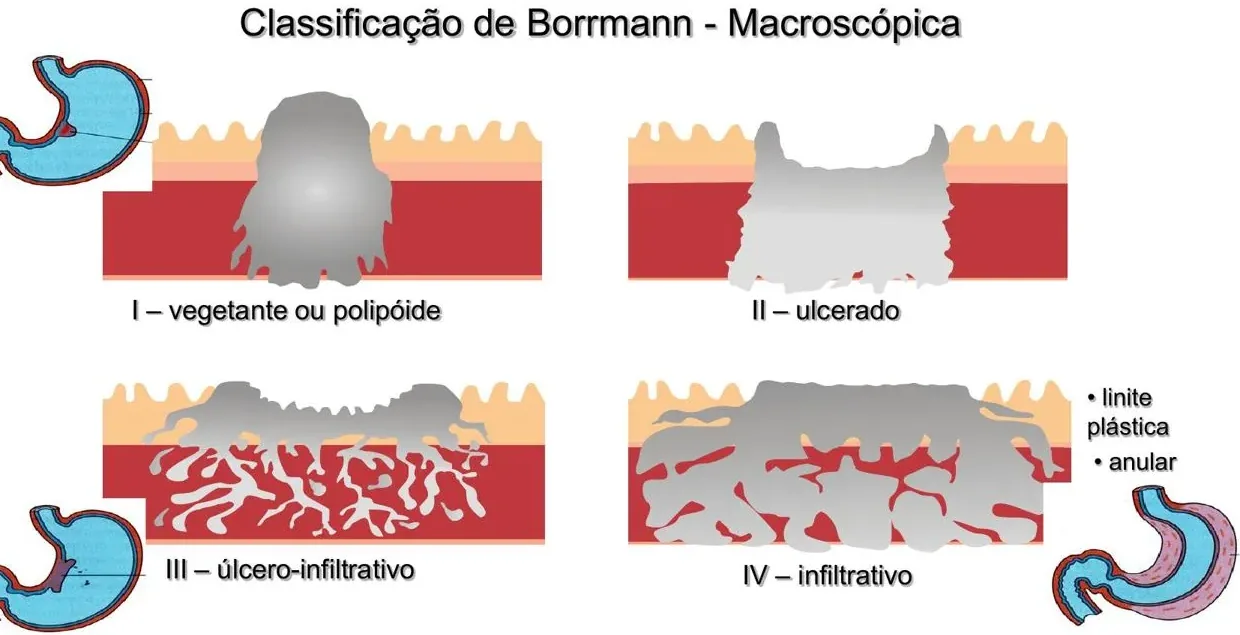 Classificação de Borrmann - Macroscópica
I – vegetante ou polipóide
II – ulcerado
III – úlcero-infiltrativo
IV – infiltrativo
• linite
plástica
• anular